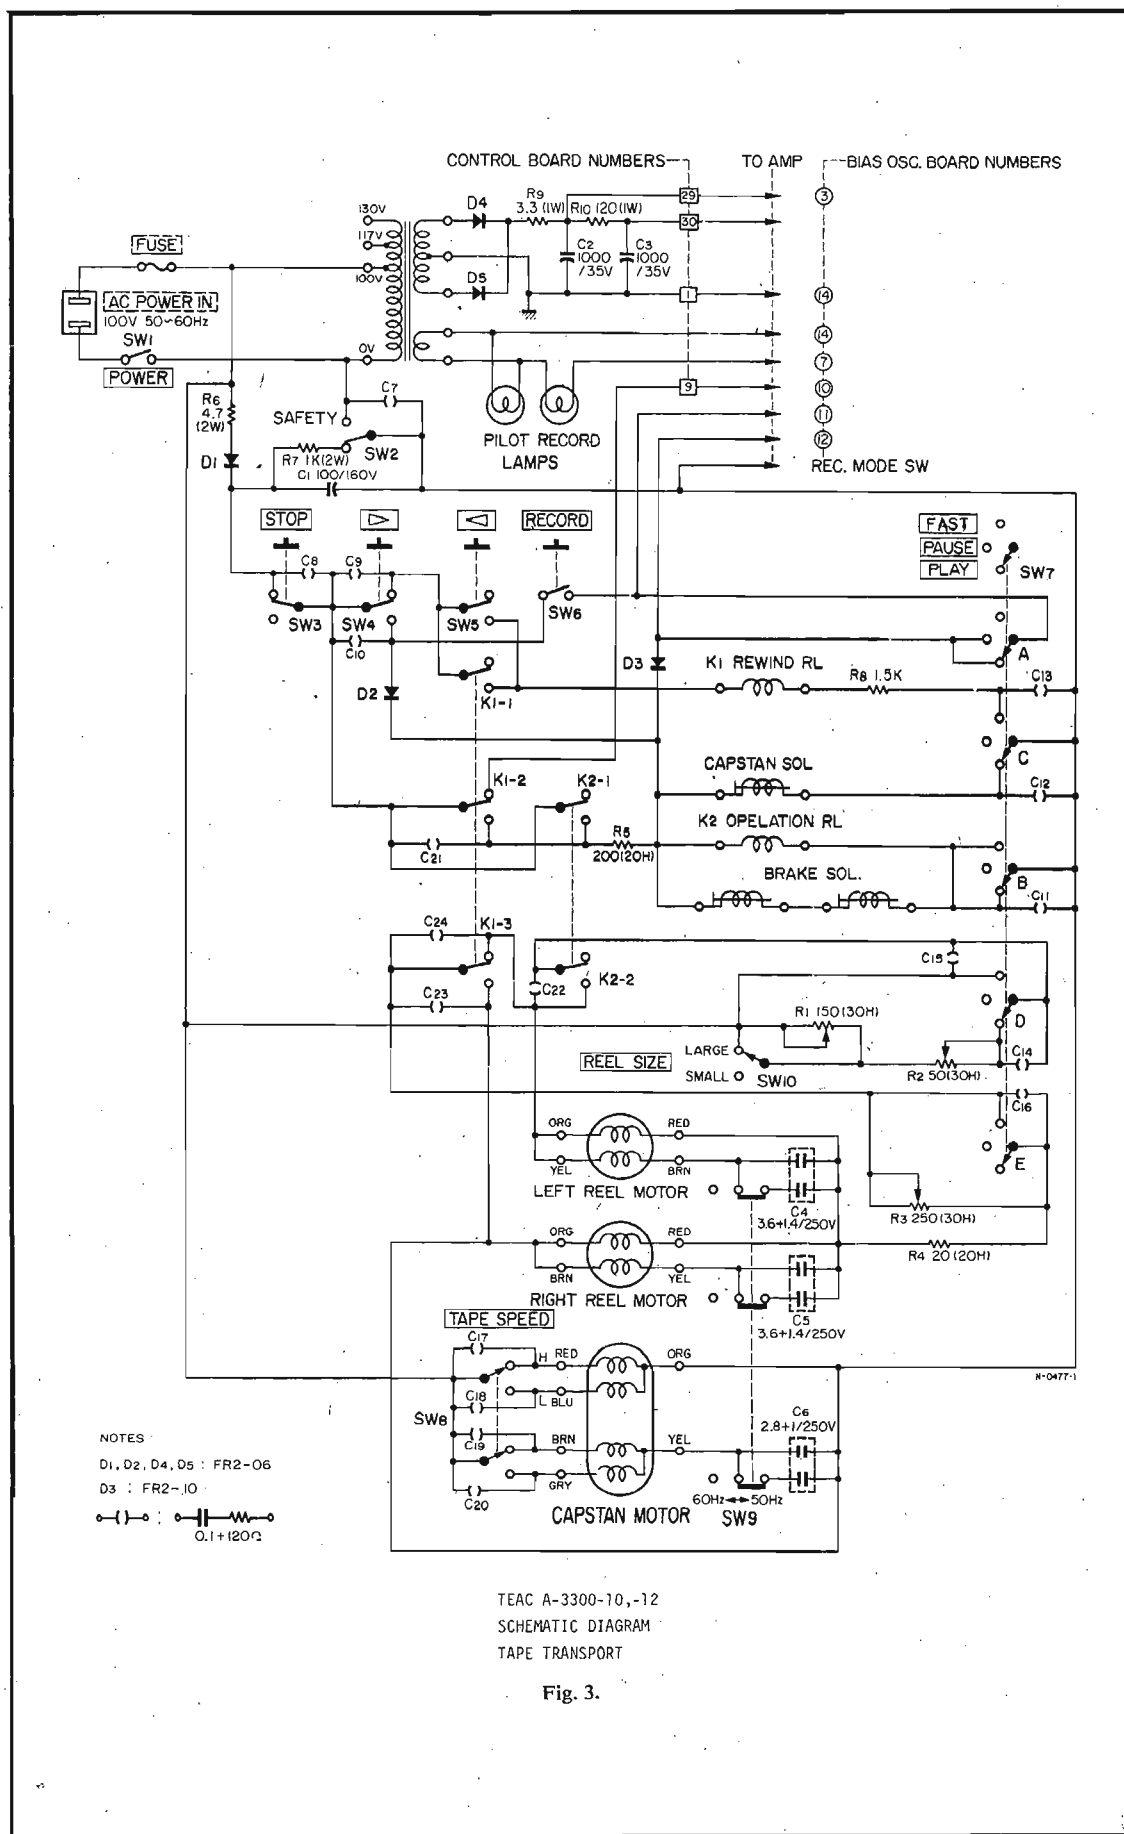 CONTROL BOARD NUMBERS
TO AMP
BIAS OSC. BOARD NUMBERS
130V
117V
100V
0V
D4
D5
R9
3.3 (1W)
R10 120(1W)
C2
1000
/35V
C3
1000
/35V
29
30
1
9
3
14
14
7
10
11
12
REC. MODE SW
FUSE
AC POWER IN
100V 50~60Hz
SW1
POWER
R6
4.7
(2W)
D1
SAFETY
C7
SW2
R7 1K(2W)
C1 100/160V
PILOT RECORD
LAMPS
STOP
RECORD
FAST
PAUSE
PLAY
SW7
C8
C9
SW3
SW4
SW5
SW6
C10
D2
K1-1
D3
K1 REWIND RL
R8 1.5K
A
C13
K1-2
K2-1
CAPSTAN SOL
C
C12
K2 OPELATION RL
C21
R5
200(20H)
BRAKE SOL.
B
C11
C24
K1-3
C23
C22
K2-2
C15
R1 150(30H)
D
LARGE
SMALL
REEL SIZE
SW10
R2 50(30H)
C14
C16
E
ORG
RED
YEL
BRN
LEFT REEL MOTOR
C4
3.6+1.4/250V
R3 250(30H)
R4 20(20H)
ORG
RED
BRN
YEL
RIGHT REEL MOTOR
C5
3.6+1.4/250V
TAPE SPEED
C17
H RED
ORG
C18
L BLU
SW8
C19
BRN
YEL
C20
GRY
CAPSTAN MOTOR
C6
2.8+1/250V
60Hz
50Hz
SW9
N-0477-1
NOTES
D1, D2, D4, D5 : FR2-06
D3 : FR2-10
:
0.1+120Ω
TEAC A-3300-10,-12
SCHEMATIC DIAGRAM
TAPE TRANSPORT
Fig. 3.